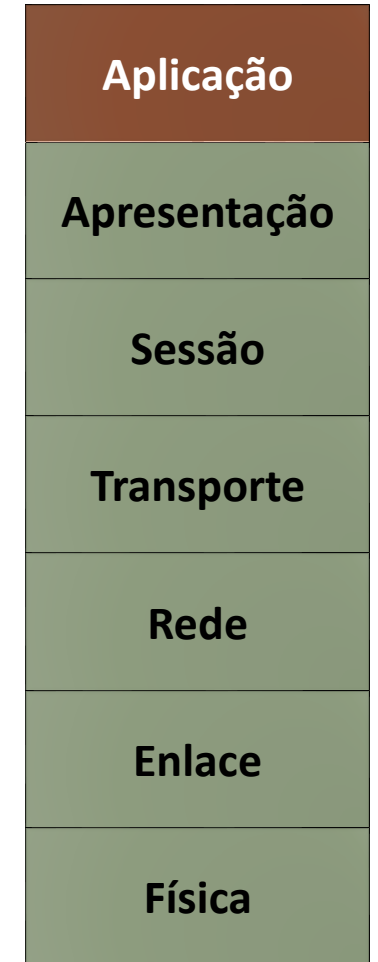 Aplicação
Apresentação
Sessão
Transporte
Rede
Enlace
Física